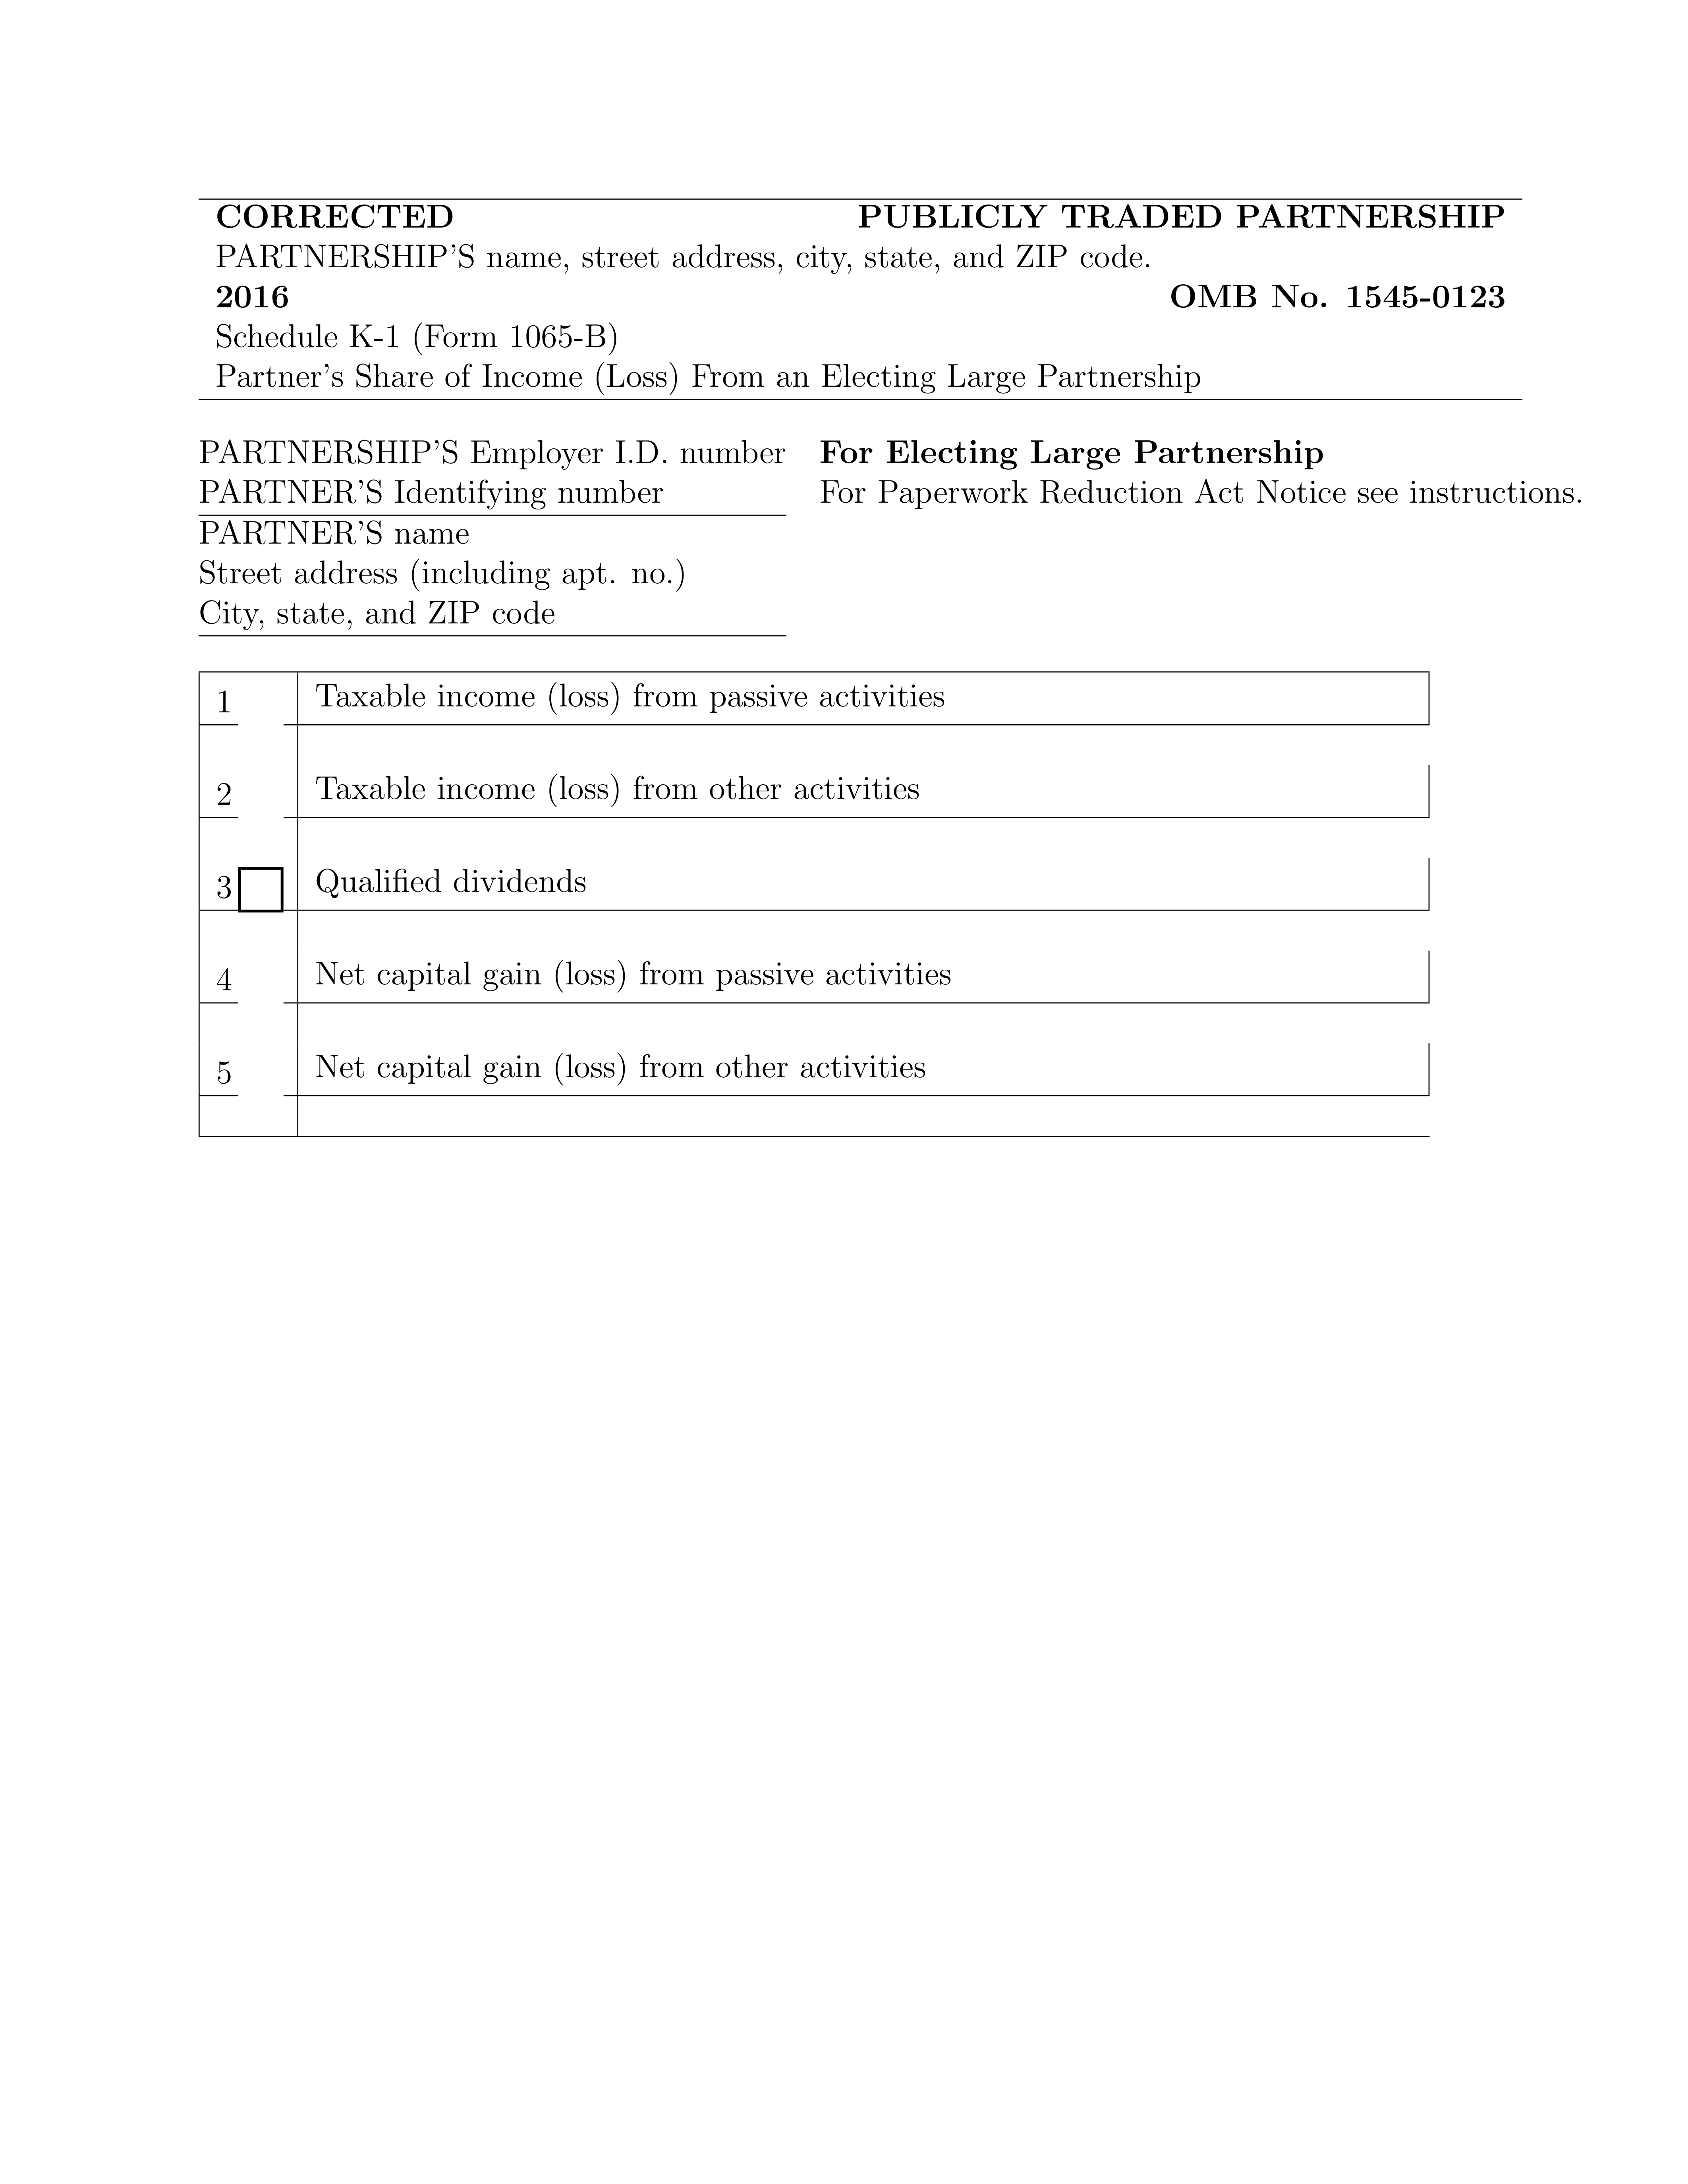 CORRECTED PUBLICLY TRADED PARTNERSHIP
PARTNERSHIP'S name, street address, city, state, and ZIP code.
2016 OMB No. 1545-0123
Schedule K-1 (Form 1065-B)
Partner's Share of Income (Loss) From an Electing Large Partnership
PARTNERSHIP'S Employer I.D. number For Electing Large Partnership
PARTNER'S Identifying number For Paperwork Reduction Act Notice see instructions.
PARTNER'S name
Street address (including apt. no.)
City, state, and ZIP code
1 Taxable income (loss) from passive activities
2 Taxable income (loss) from other activities
3 Qualified dividends
4 Net capital gain (loss) from passive activities
5 Net capital gain (loss) from other activities